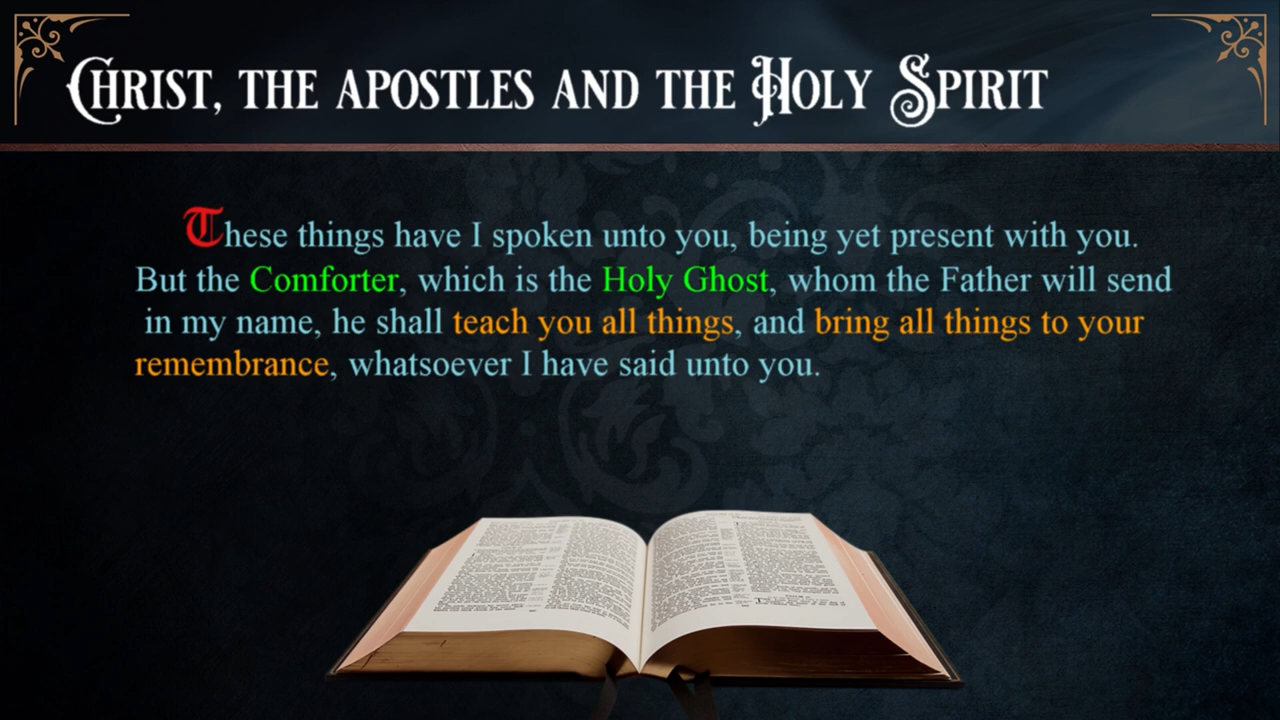 Christ, the apostles and the Holy Spirit
These things have I spoken unto you, being yet present with you.
But the Comforter, which is the Holy Ghost, whom the Father will send
in my name, he shall teach you all things, and bring all things to your
remembrance, whatsoever I have said unto you.